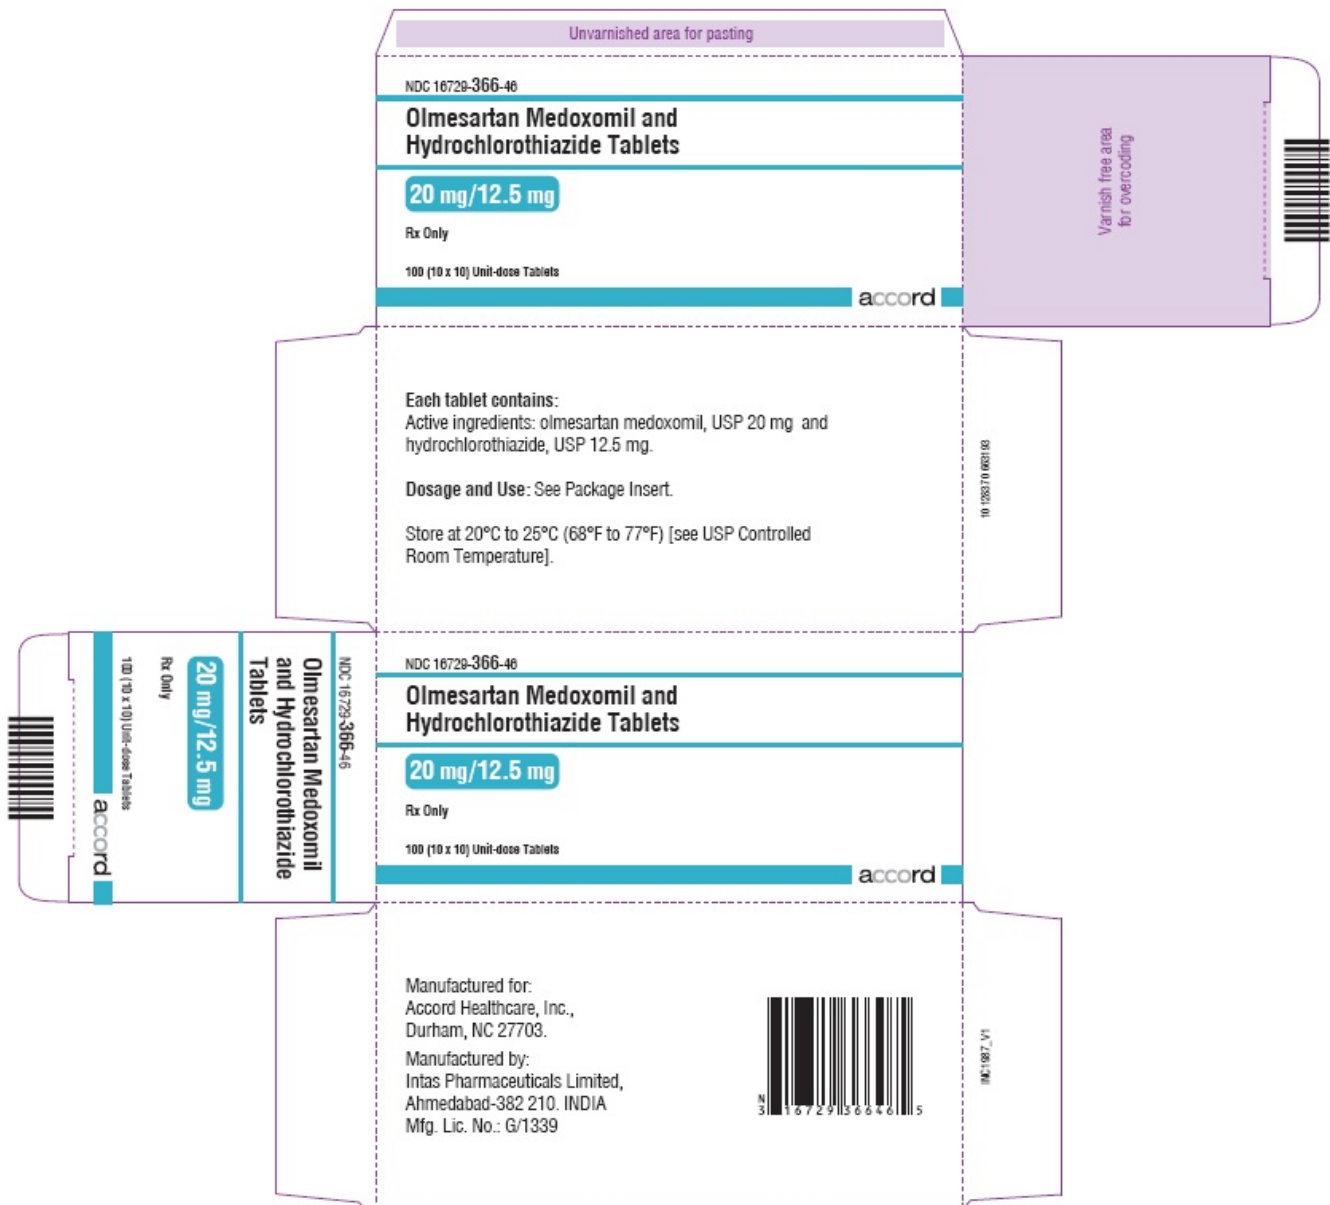 Unvarnished area for pasting
NDC 16729-366-46
Olmesartan Medoxomil and
Hydrochlorothiazide Tablets
20 mg/12.5 mg
Rx Only
100 (10 x 10) Unit-dose Tablets
accord
Varnish free area
for overcoding
Each tablet contains:
Active ingredients: olmesartan medoxomil, USP 20 mg and
hydrochlorothiazide, USP 12.5 mg.
Dosage and Use: See Package Insert.
Store at 20°C to 25°C (68°F to 77°F) [see USP Controlled
Room Temperature].
10 12837 0 663193
NDC 16729-366-46
Olmesartan Medoxomil
and Hydrochlorothiazide
Tablets
20 mg/12.5 mg
Rx Only
100 (10 x 10) Unit-dose Tablets
accord
NDC 16729-366-46
Olmesartan Medoxomil and
Hydrochlorothiazide Tablets
20 mg/12.5 mg
Rx Only
100 (10 x 10) Unit-dose Tablets
accord
Manufactured for:
Accord Healthcare, Inc.,
Durham, NC 27703.
Manufactured by:
Intas Pharmaceuticals Limited,
Ahmedabad-382 210. INDIA
Mfg. Lic. No.: G/1339
N
3 16729 36646 5
INC1987_V1